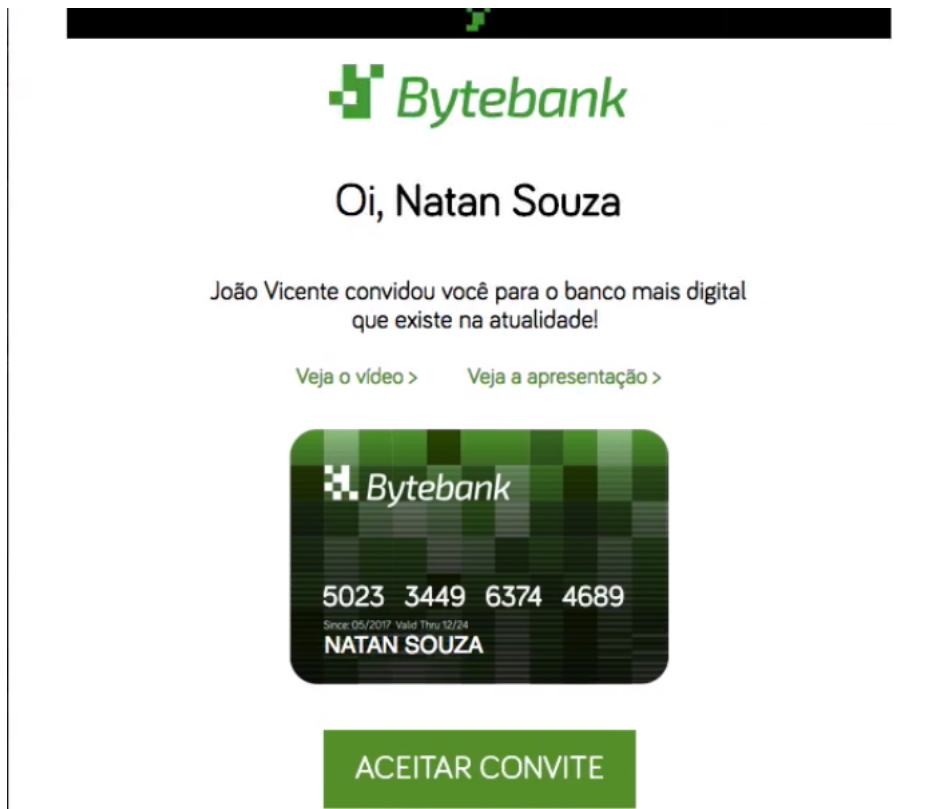 Bytebank
Oi, Natan Souza
João Vicente convidou você para o banco mais digital
que existe na atualidade!
Veja o vídeo > Veja a apresentação >
Bytebank
5023 3449 6374 4689
Since: 05/2017 Valid Thru 12/24
NATAN SOUZA
ACEITAR CONVITE